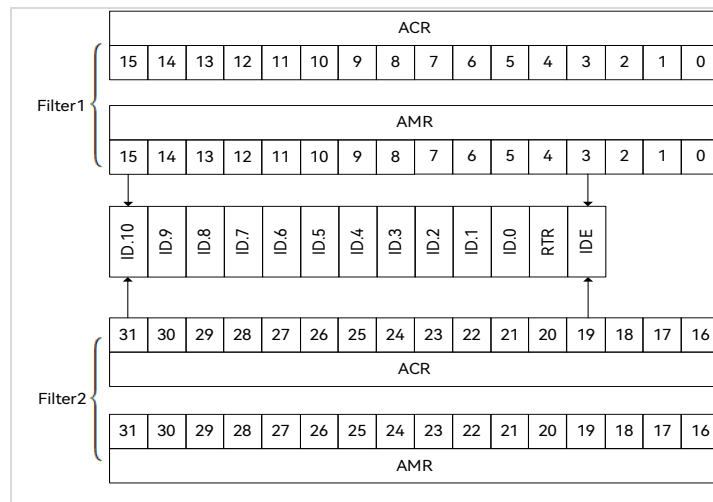 ACR
15 14 13 12 11 10 9 8 7 6 5 4 3 2 1 0
Filter1
AMR
15 14 13 12 11 10 9 8 7 6 5 4 3 2 1 0
ID.10 ID.9 ID.8 ID.7 ID.6 ID.5 ID.4 ID.3 ID.2 ID.1 ID.0 RTR IDE
31 30 29 28 27 26 25 24 23 22 21 20 19 18 17 16
ACR
Filter2
31 30 29 28 27 26 25 24 23 22 21 20 19 18 17 16
AMR